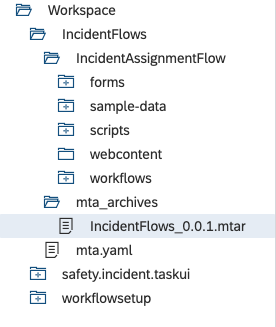 Workspace
IncidentFlows
IncidentAssignmentFlow
forms
sample-data
scripts
webcontent
workflows
mta_archives
IncidentFlows_0.0.1.mtar
mta.yaml
safety.incident.taskui
workflowsetup